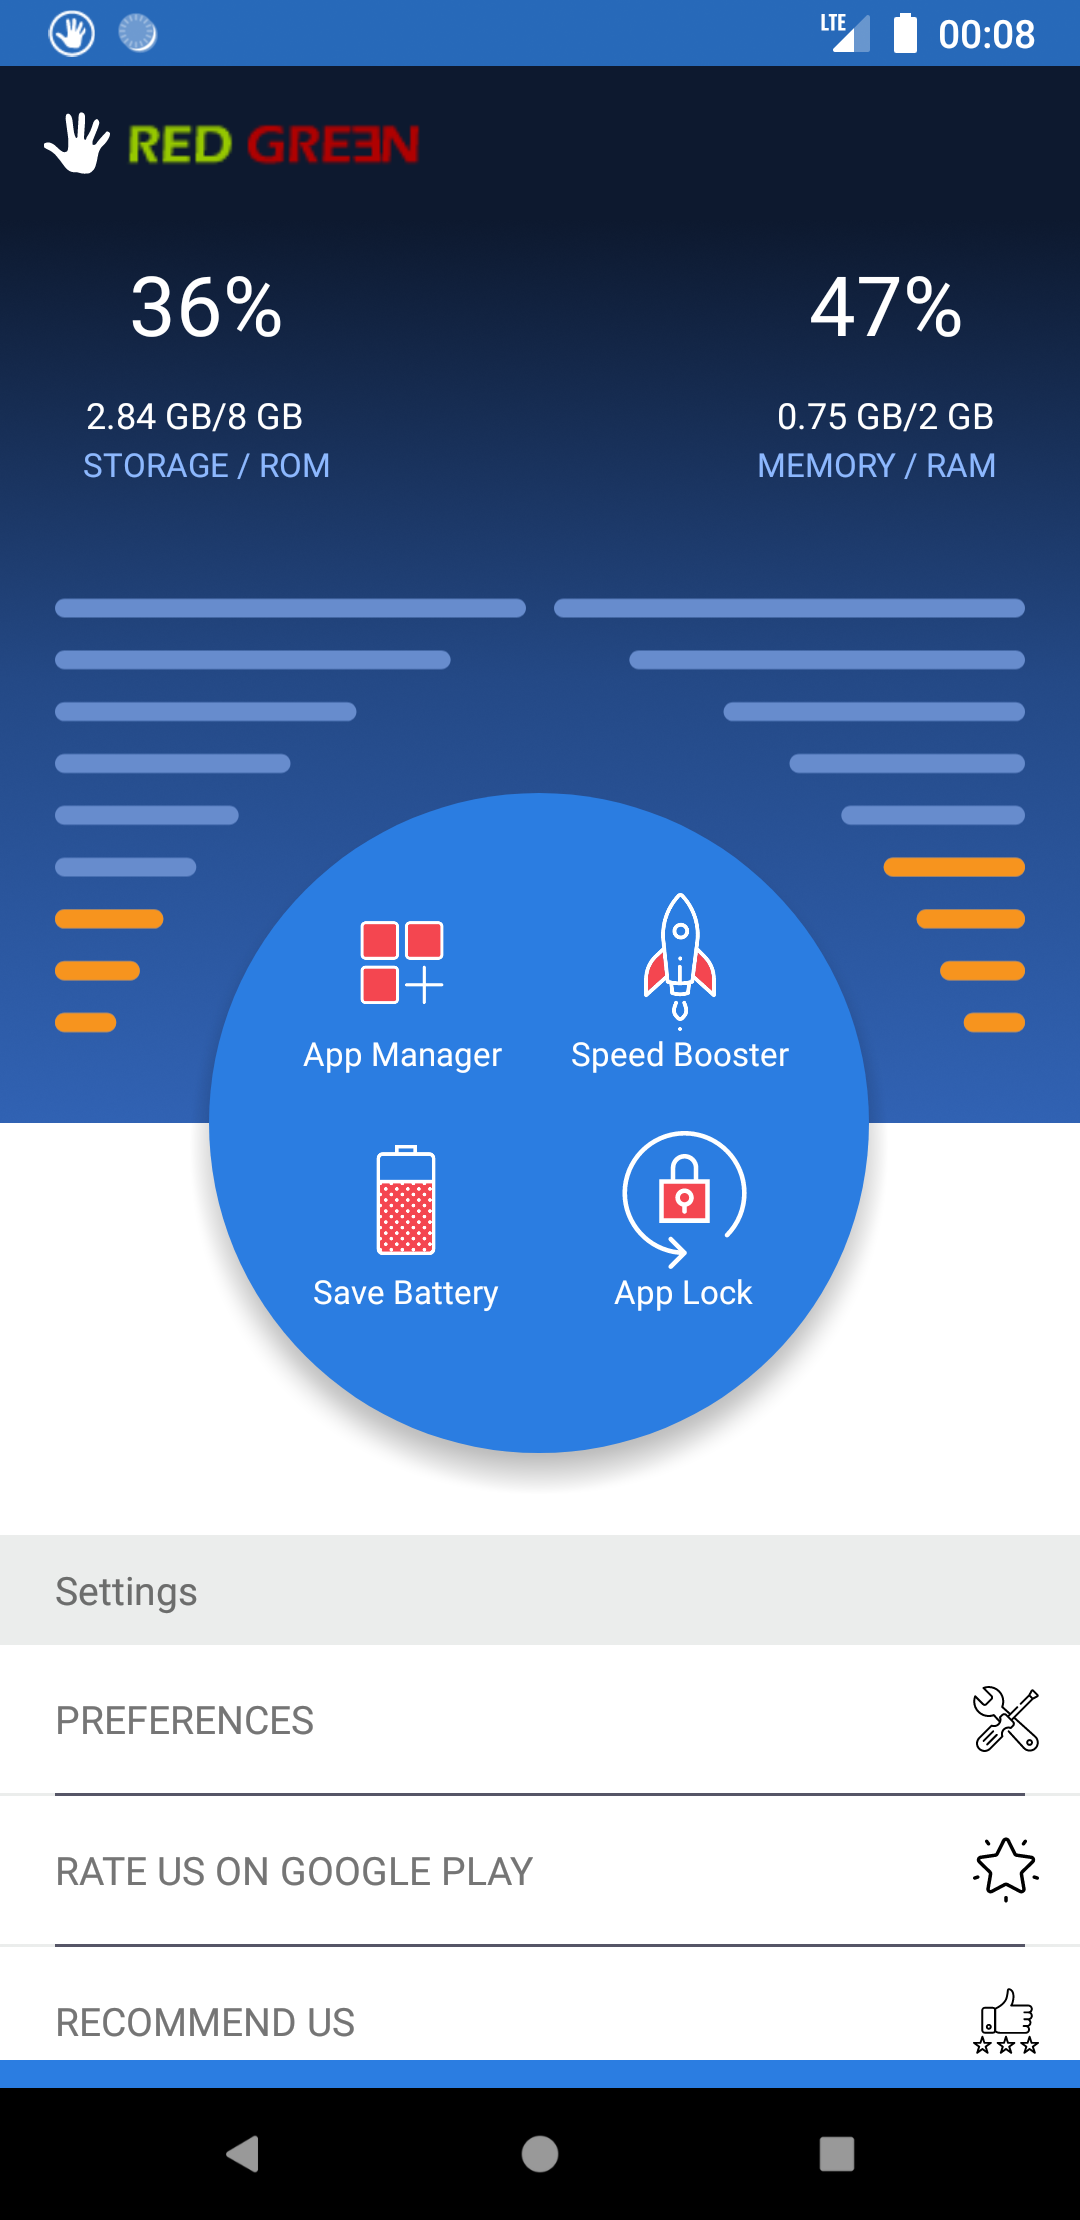 LTE 00:08
RED GREƎN
36%
47%
2.84 GB/8 GB
0.75 GB/2 GB
STORAGE / ROM
MEMORY / RAM
App Manager
Speed Booster
Save Battery
App Lock
Settings
PREFERENCES
RATE US ON GOOGLE PLAY
RECOMMEND US